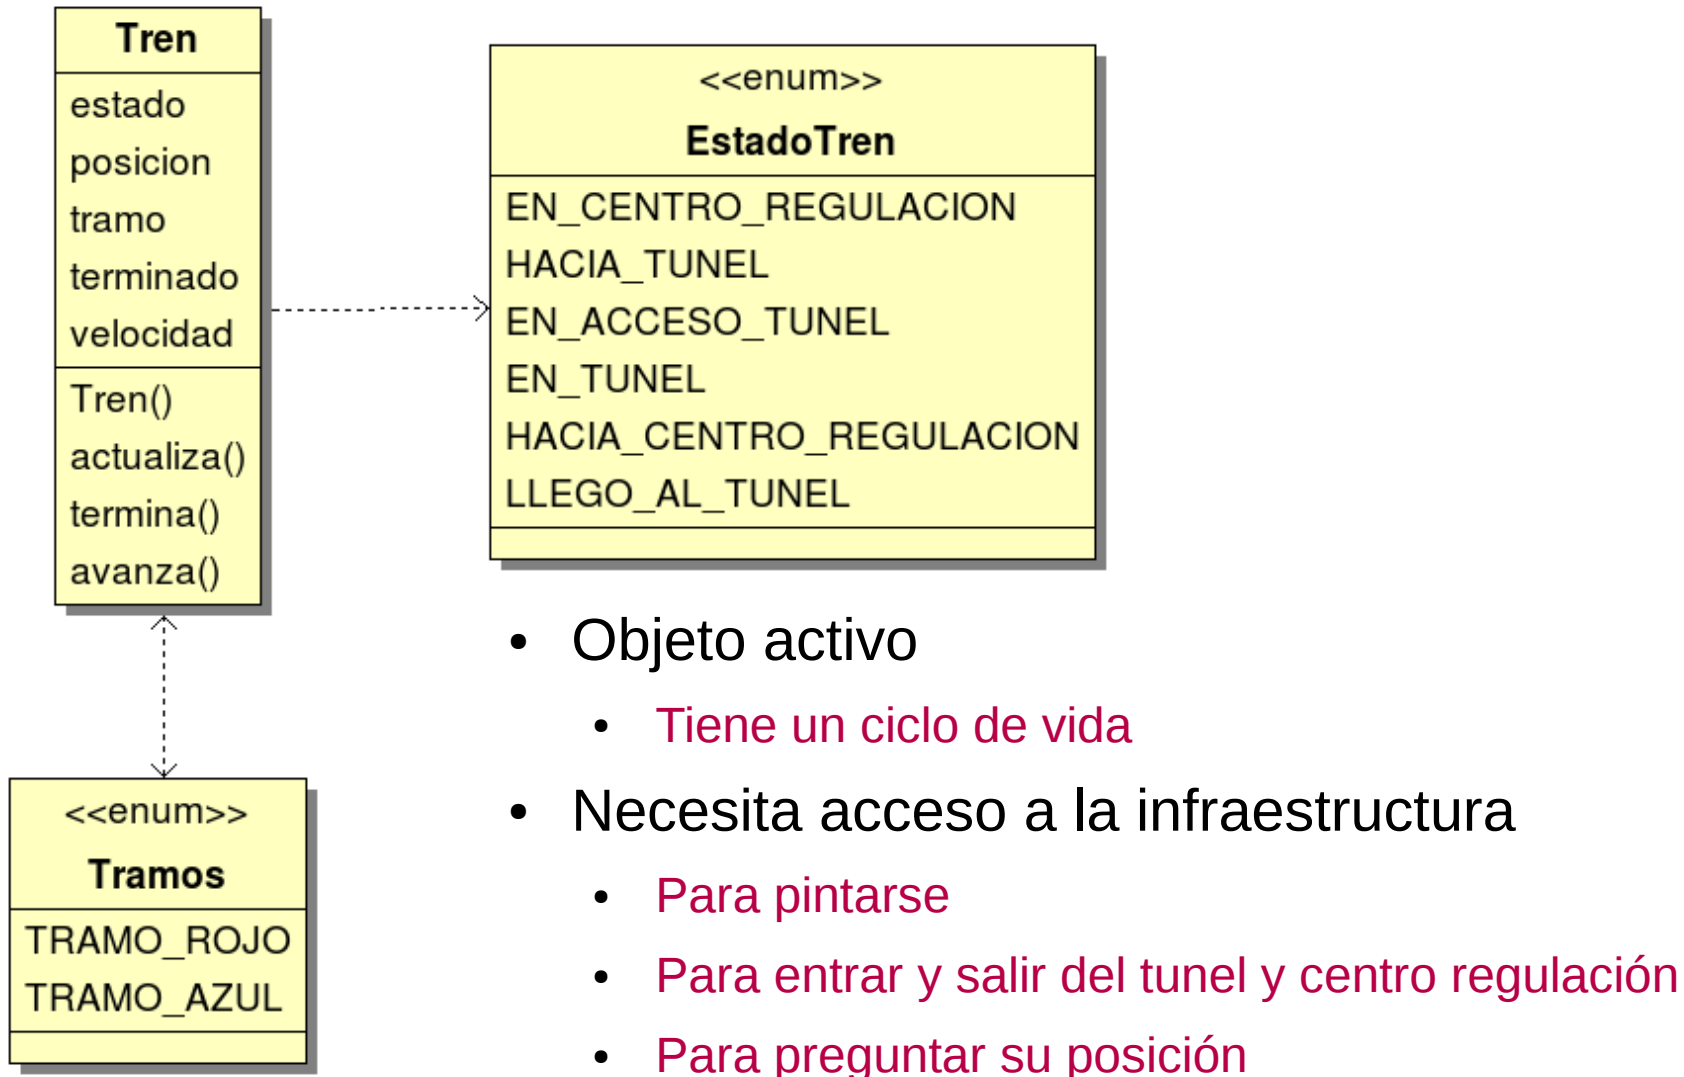 Tren
estado
posicion
tramo
terminado
velocidad
Tren()
actualiza()
termina()
avanza()
<<enum>>
EstadoTren
EN_CENTRO_REGULACION
HACIA_TUNEL
EN_ACCESO_TUNEL
EN_TUNEL
HACIA_CENTRO_REGULACION
LLEGO_AL_TUNEL
<<enum>>
Tramos
TRAMO_ROJO
TRAMO_AZUL
• Objeto activo
• Tiene un ciclo de vida
• Necesita acceso a la infraestructura
• Para pintarse
• Para entrar y salir del tunel y centro regulación
• Para preguntar su posición